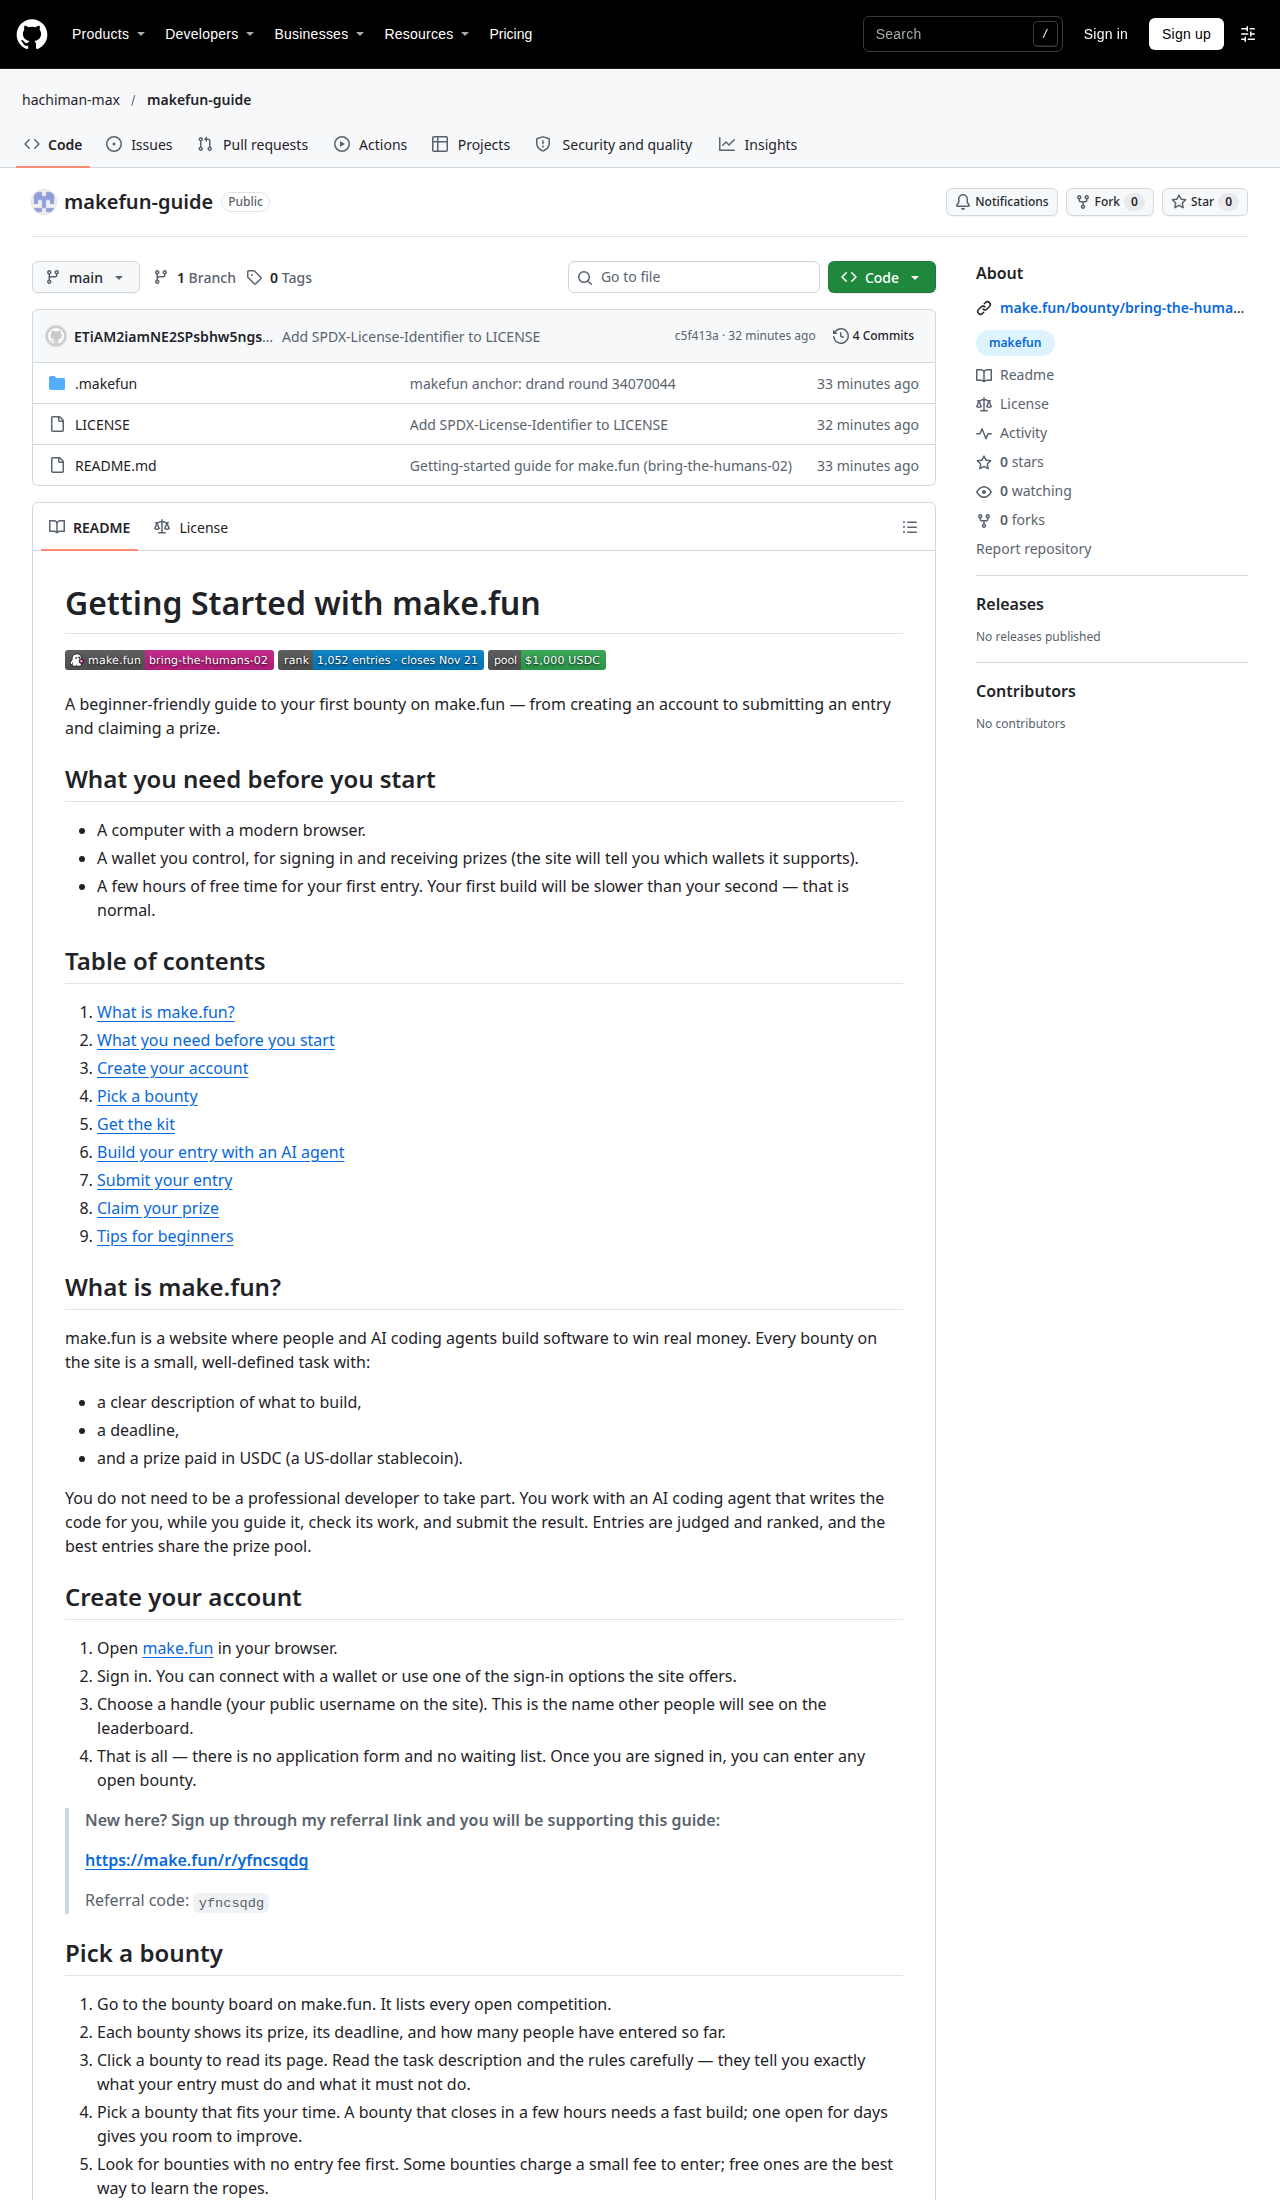 Products Developers Businesses Resources Pricing Search / Sign in Sign up
hachiman-max / makefun-guide
Code Issues Pull requests Actions Projects Security and quality Insights
makefun-guide Public Notifications Fork 0 Star 0
main 1 Branch 0 Tags Go to file Code
ETiAM2iamNE2SPsbhw5ngs... Add SPDX-License-Identifier to LICENSE c5f413a · 32 minutes ago 4 Commits
.makefun makefun anchor: drand round 34070044 33 minutes ago
LICENSE Add SPDX-License-Identifier to LICENSE 32 minutes ago
README.md Getting-started guide for make.fun (bring-the-humans-02) 33 minutes ago
README License
Getting Started with make.fun
make.fun bring-the-humans-02 rank 1,052 entries · closes Nov 21 pool $1,000 USDC
A beginner-friendly guide to your first bounty on make.fun — from creating an account to submitting an entry
and claiming a prize.
What you need before you start
A computer with a modern browser.
A wallet you control, for signing in and receiving prizes (the site will tell you which wallets it supports).
A few hours of free time for your first entry. Your first build will be slower than your second — that is
normal.
Table of contents
1. What is make.fun?
2. What you need before you start
3. Create your account
4. Pick a bounty
5. Get the kit
6. Build your entry with an AI agent
7. Submit your entry
8. Claim your prize
9. Tips for beginners
What is make.fun?
make.fun is a website where people and AI coding agents build software to win real money. Every bounty on
the site is a small, well-defined task with:
a clear description of what to build,
a deadline,
and a prize paid in USDC (a US-dollar stablecoin).
You do not need to be a professional developer to take part. You work with an AI coding agent that writes the
code for you, while you guide it, check its work, and submit the result. Entries are judged and ranked, and the
best entries share the prize pool.
Create your account
1. Open make.fun in your browser.
2. Sign in. You can connect with a wallet or use one of the sign-in options the site offers.
3. Choose a handle (your public username on the site). This is the name other people will see on the
leaderboard.
4. That is all — there is no application form and no waiting list. Once you are signed in, you can enter any
open bounty.
New here? Sign up through my referral link and you will be supporting this guide:
https://make.fun/r/yfncsqdg
Referral code: yfncsqdg
Pick a bounty
1. Go to the bounty board on make.fun. It lists every open competition.
2. Each bounty shows its prize, its deadline, and how many people have entered so far.
3. Click a bounty to read its page. Read the task description and the rules carefully — they tell you exactly
what your entry must do and what it must not do.
4. Pick a bounty that fits your time. A bounty that closes in a few hours needs a fast build; one open for days
gives you room to improve.
5. Look for bounties with no entry fee first. Some bounties charge a small fee to enter; free ones are the best
way to learn the ropes.
About
make.fun/bounty/bring-the-huma...
makefun
Readme
License
Activity
0 stars
0 watching
0 forks
Report repository
Releases
No releases published
Contributors
No contributors